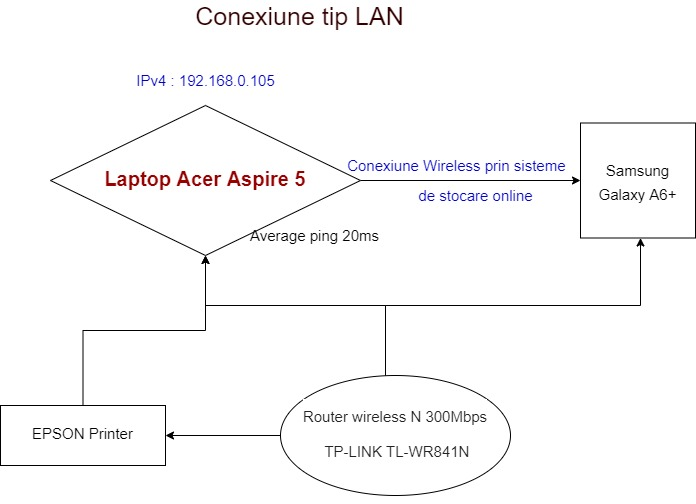 Conexiune tip LAN
IPv4 : 192.168.0.105
Laptop Acer Aspire 5
Conexiune Wireless prin sisteme
de stocare online
Samsung
Galaxy A6+
Average ping 20ms
EPSON Printer
Router wireless N 300Mbps
TP-LINK TL-WR841N